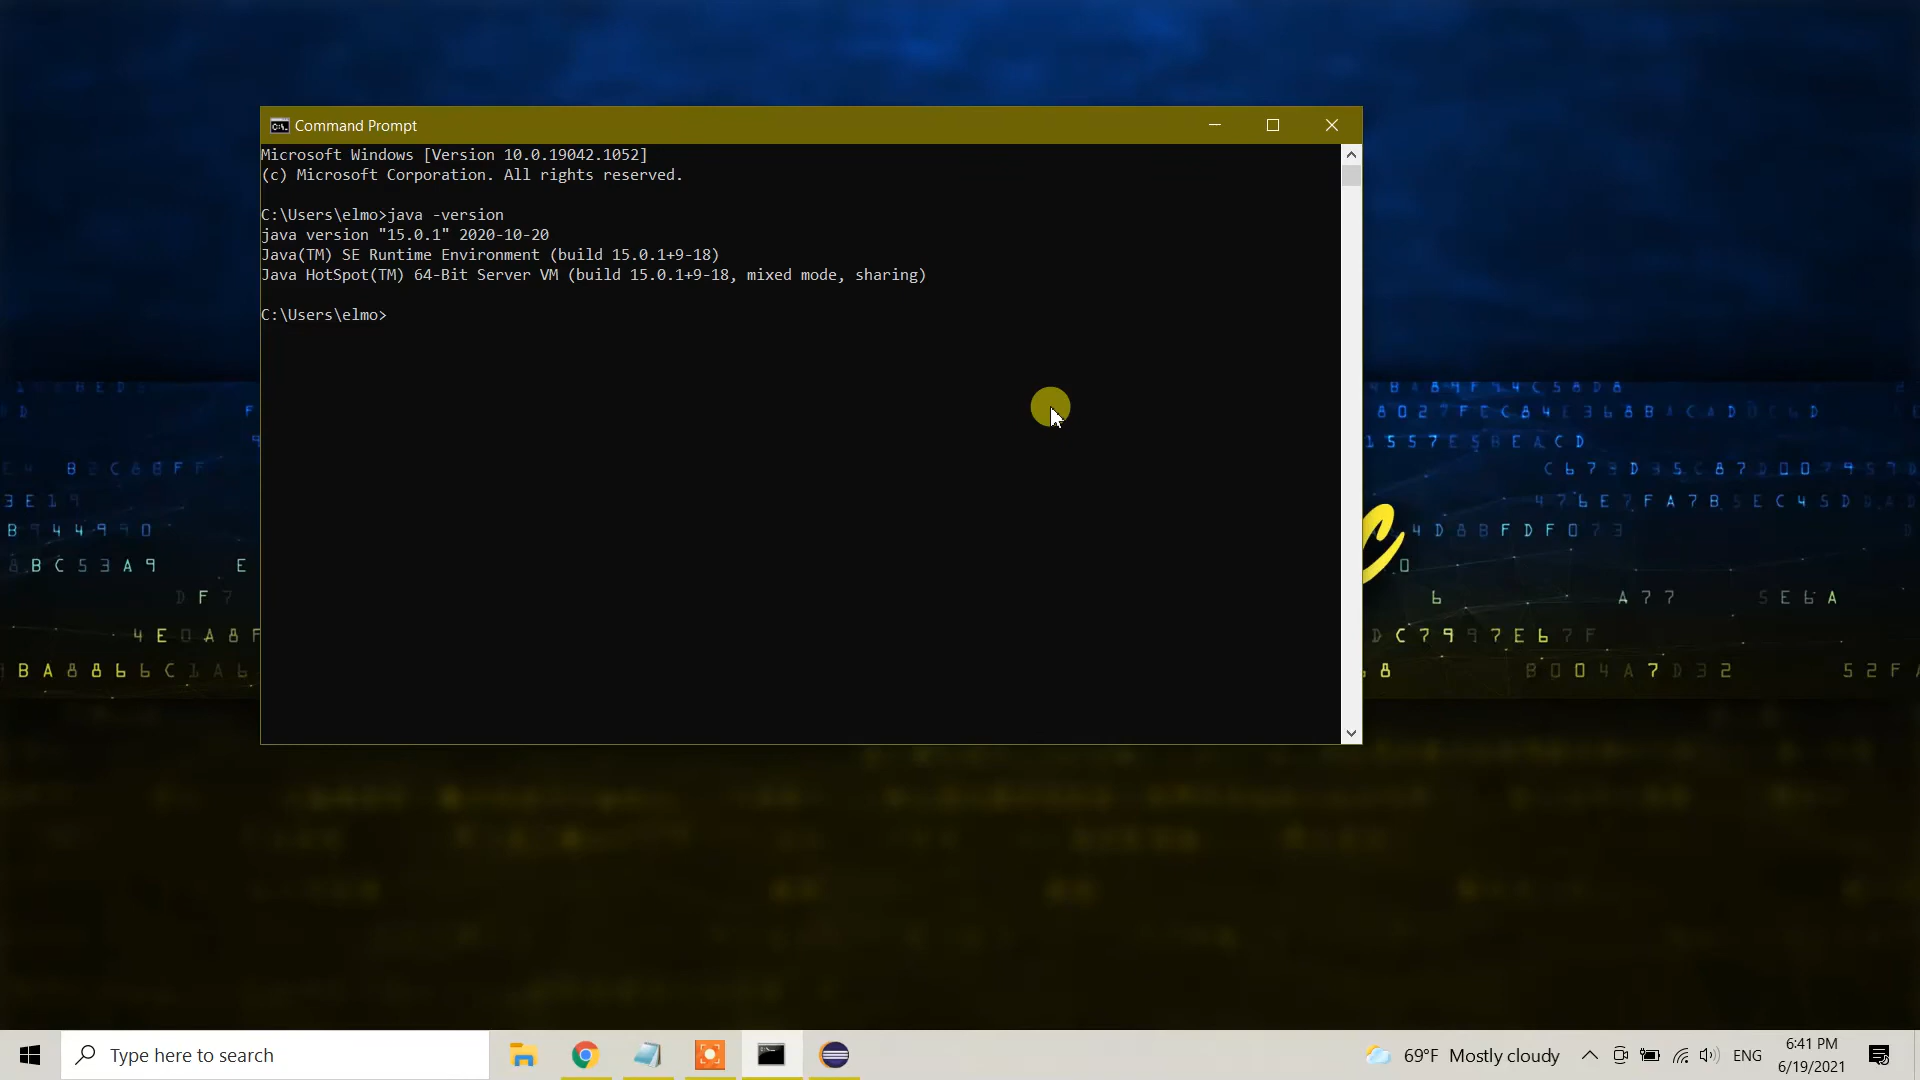 Command Prompt
Microsoft Windows [Version 10.0.19042.1052]
(c) Microsoft Corporation. All rights reserved.
C:\Users\elmo>java -version
java version "15.0.1" 2020-10-20
Java(TM) SE Runtime Environment (build 15.0.1+9-18)
Java HotSpot(TM) 64-Bit Server VM (build 15.0.1+9-18, mixed mode, sharing)
C:\Users\elmo>
Type here to search
69°F Mostly cloudy
ENG
6:41 PM
6/19/2021